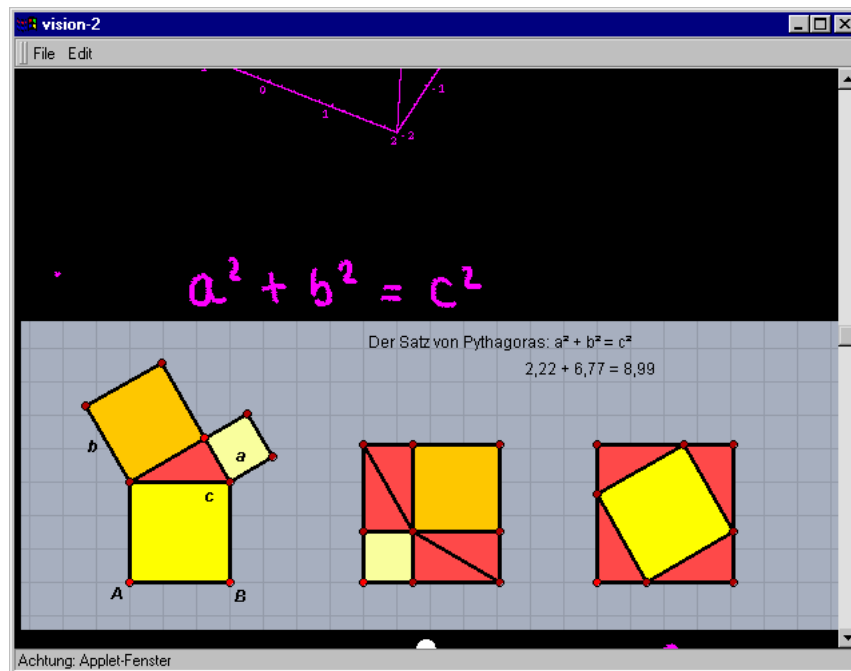 vision-2
File Edit
0
1
2 -2
-1
a² + b² = c²
Der Satz von Pythagoras: a² + b² = c²
2,22 + 6,77 = 8,99
b
a
c
A
B
Achtung: Applet-Fenster